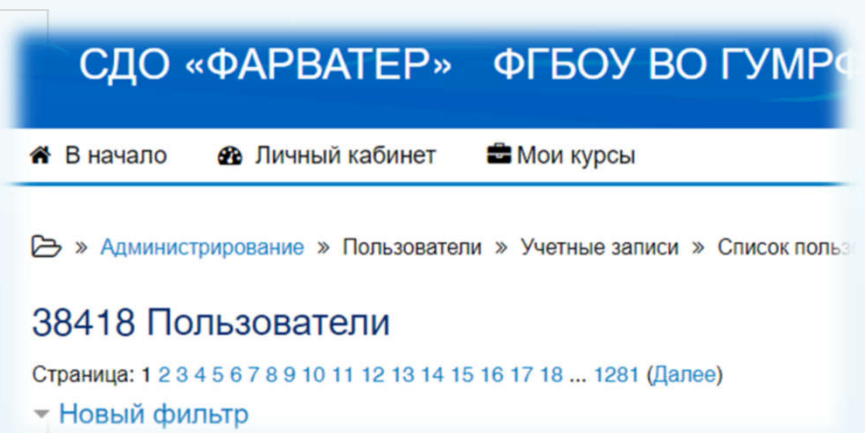 СДО «ФАРВАТЕР» ФГБОУ ВО ГУМРФ
В начало Личный кабинет Мои курсы
» Администрирование » Пользователи » Учетные записи » Список
38418 Пользователи
Страница: 1 2 3 4 5 6 7 8 9 10 11 12 13 14 15 16 17 18 ... 1281 (Далее)
Новый фильтр